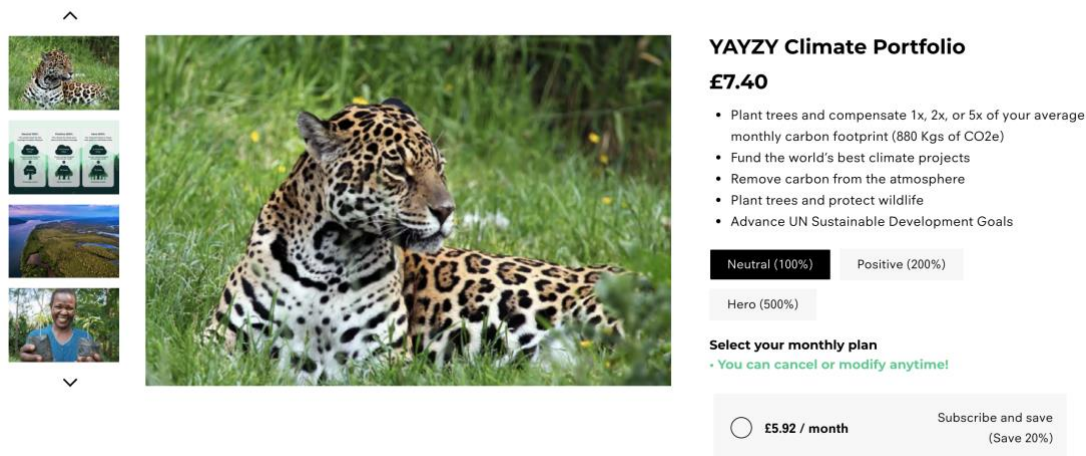 YAYZY Climate Portfolio
£7.40
• Plant trees and compensate 1x, 2x, or 5x of your average
monthly carbon footprint (880 Kgs of CO2e)
• Fund the world's best climate projects
• Remove carbon from the atmosphere
• Plant trees and protect wildlife
• Advance UN Sustainable Development Goals
Neutral (100%)
Positive (200%)
Hero (500%)
Select your monthly plan
• You can cancel or modify anytime!
£5.92 / month
Subscribe and save
(Save 20%)